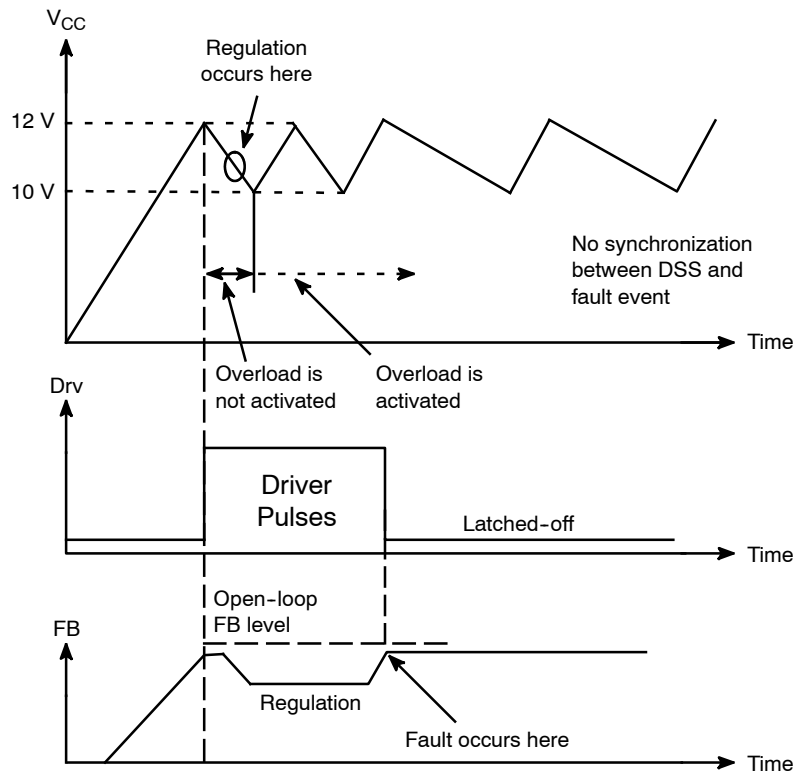 VCC
Regulation
occurs here
12 V
10 V
No synchronization
between DSS and
fault event
Time
Overload is
not activated
Overload is
activated
Drv
Driver
Pulses
Latched-off
Time
Open-loop
FB level
FB
Regulation
Fault occurs here
Time